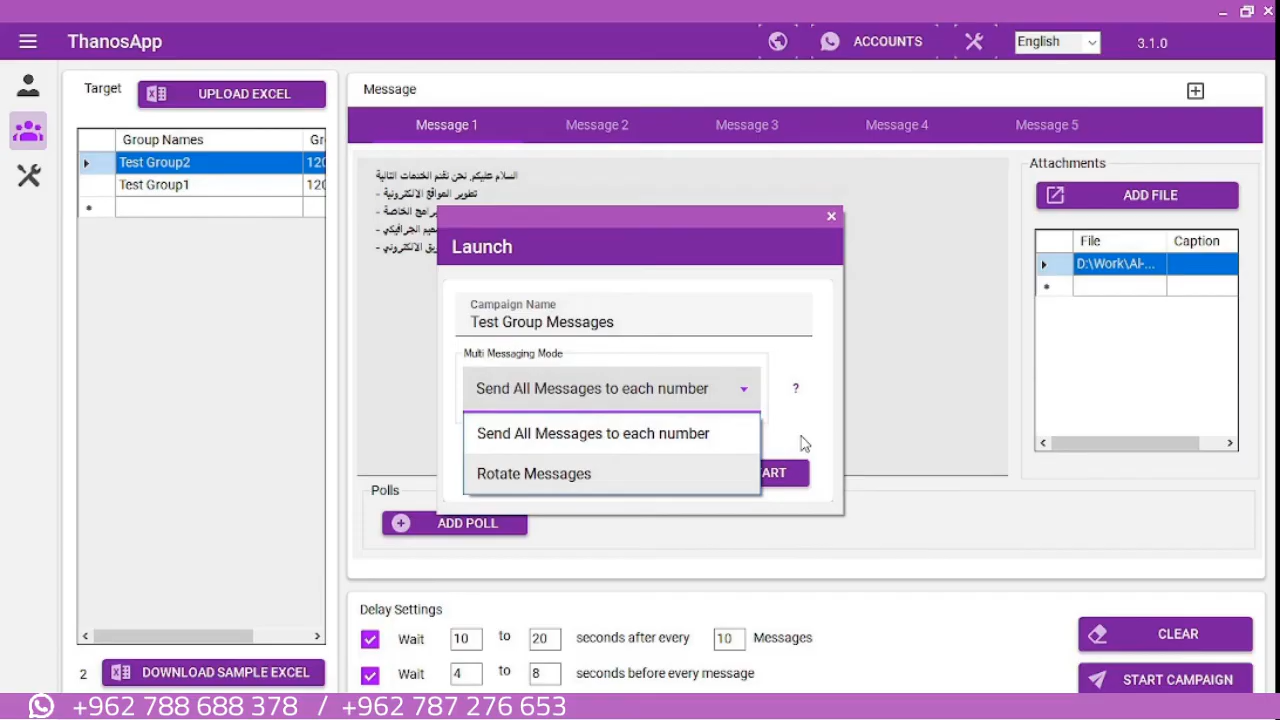 ThanosApp
ACCOUNTS
English
3.1.0
Target
UPLOAD EXCEL
Group Names
Gr
Test Group2
120
Test Group1
120
2
DOWNLOAD SAMPLE EXCEL
Message
Message 1
Message 2
Message 3
Message 4
Message 5
السلام عليكم, نحن نقدم الخدمات التالية
- تطوير المواقع الالكترونية
Attachments
ADD FILE
File
Caption
D:\Work\Al-...
Launch
Campaign Name
Test Group Messages
Multi Messaging Mode
Send All Messages to each number
?
Send All Messages to each number
Rotate Messages
ART
Polls
ADD POLL
Delay Settings
Wait 10 to 20 seconds after every 10 Messages
Wait 4 to 8 seconds before every message
CLEAR
START CAMPAIGN
+962 788 688 378 / +962 787 276 653